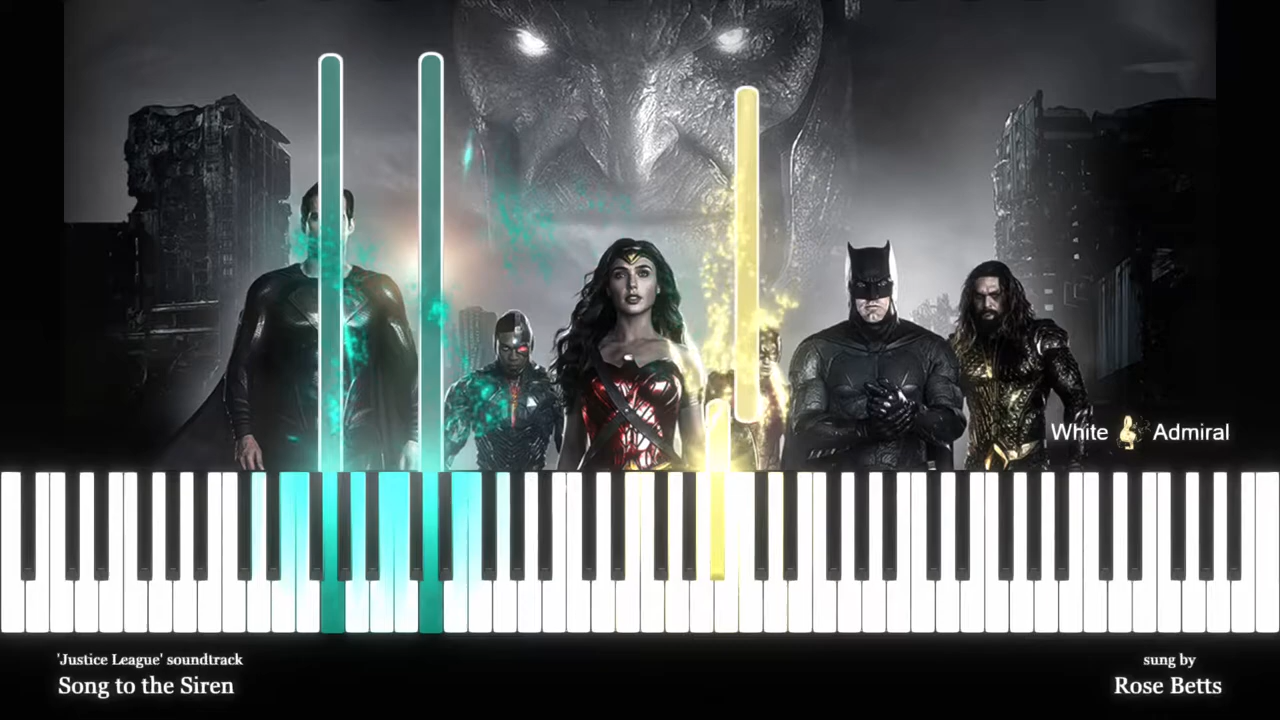 White Admiral
'Justice League' soundtrack
Song to the Siren
sung by
Rose Betts